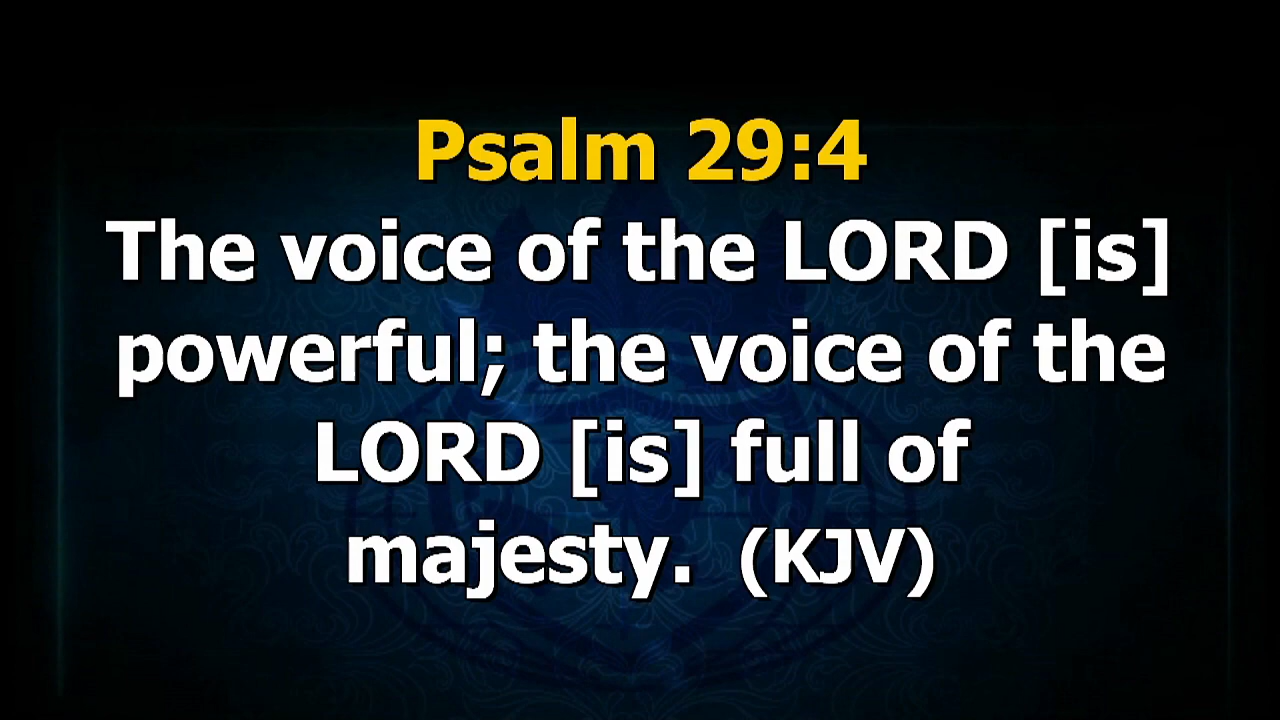 Psalm 29:4
The voice of the LORD [is]
powerful; the voice of the
LORD [is] full of
majesty. (KJV)